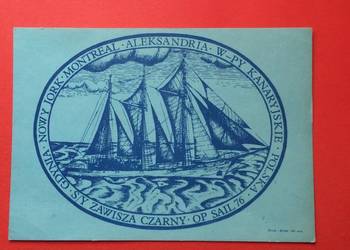 GDYNIA · NOWY JORK · MONTREAL · ALEKSANDRIA · W-PY KANARYJSKIE · POLSKA ·
S.Y. ZAWISZA CZARNY · OP SAIL 76